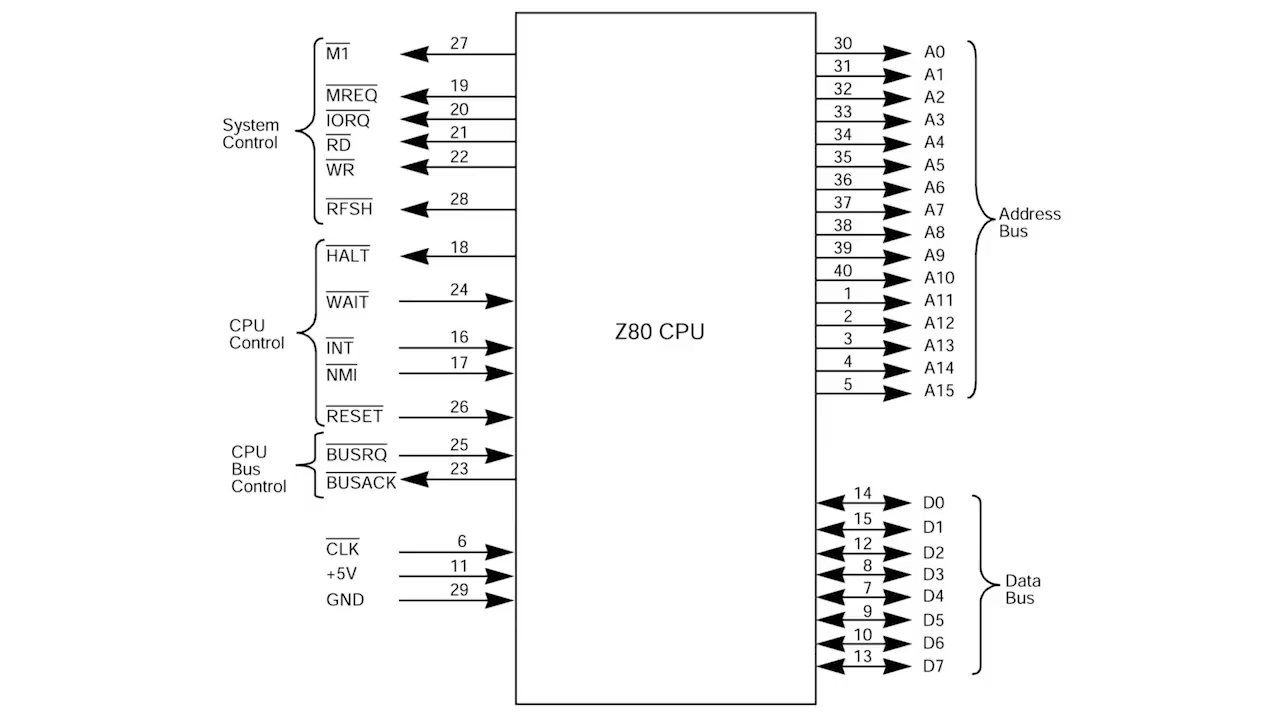 System
Control
M1
27
MREQ
19
IORQ
20
RD
21
WR
22
RFSH
28
CPU
Control
HALT
18
WAIT
24
INT
16
NMI
17
RESET
26
CPU
Bus
Control
BUSRQ
25
BUSACK
23
CLK
6
+5V
11
GND
29
Z80 CPU
30 A0
31 A1
32 A2
33 A3
34 A4
35 A5
36 A6
37 A7
38 A8
39 A9
40 A10
1 A11
2 A12
3 A13
4 A14
5 A15
Address
Bus
14 D0
15 D1
12 D2
8 D3
7 D4
9 D5
10 D6
13 D7
Data
Bus